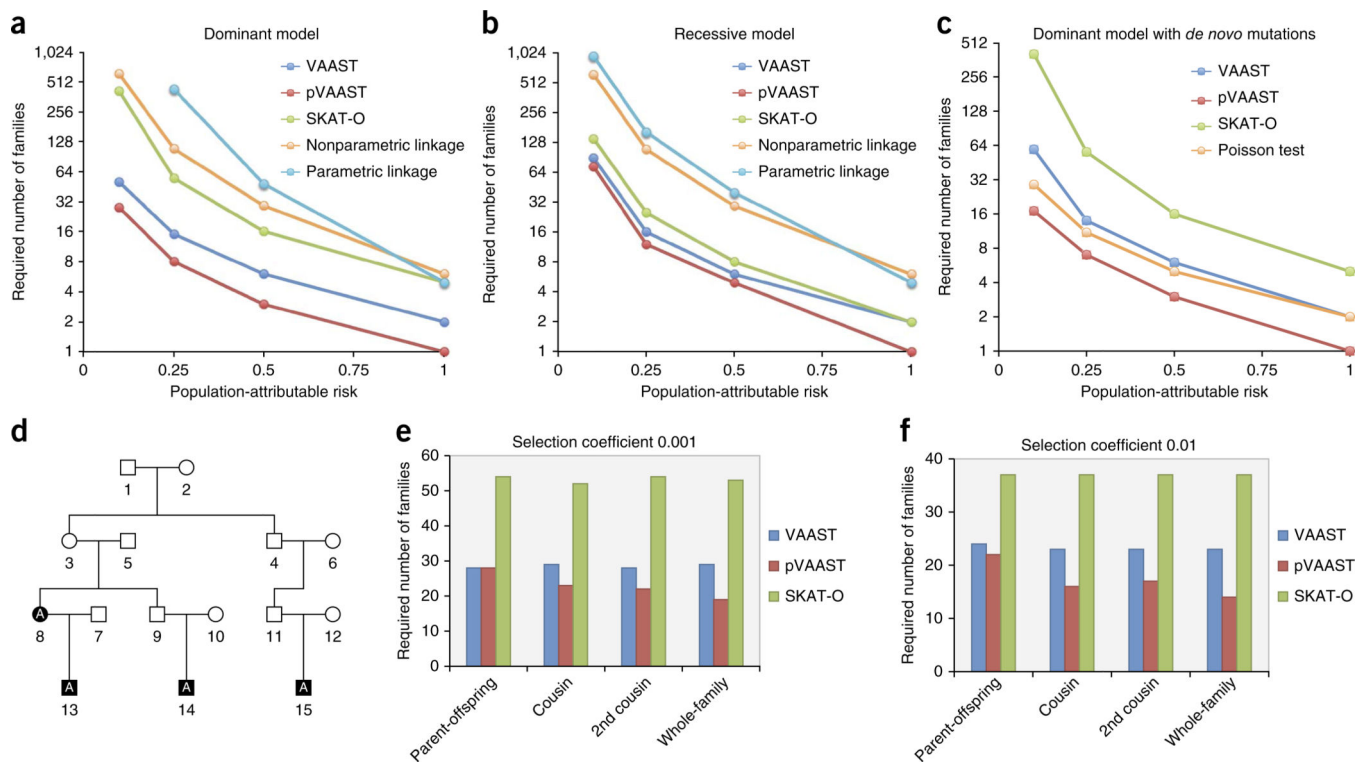 a
Dominant model
1,024
512
256
128
64
32
16
8
4
2
1
0
0.25
0.5
0.75
1
Required number of families
Population-attributable risk
VAAST
pVAAST
SKAT-O
Nonparametric linkage
Parametric linkage
b
Recessive model
1,024
512
256
128
64
32
16
8
4
2
1
0
0.25
0.5
0.75
1
Required number of families
Population-attributable risk
VAAST
pVAAST
SKAT-O
Nonparametric linkage
Parametric linkage
c
Dominant model with de novo mutations
512
256
128
64
32
16
8
4
2
1
0
0.25
0.5
0.75
1
Required number of families
Population-attributable risk
VAAST
pVAAST
SKAT-O
Poisson test
d
1 2
3 5 4 6
A
8 7 9 10 11 12
A A A
13 14 15
e
Selection coefficient 0.001
60
50
40
30
20
10
0
Required number of families
Parent-offspring
Cousin
2nd cousin
Whole-family
VAAST
pVAAST
SKAT-O
f
Selection coefficient 0.01
40
30
20
10
0
Required number of families
Parent-offspring
Cousin
2nd cousin
Whole-family
VAAST
pVAAST
SKAT-O